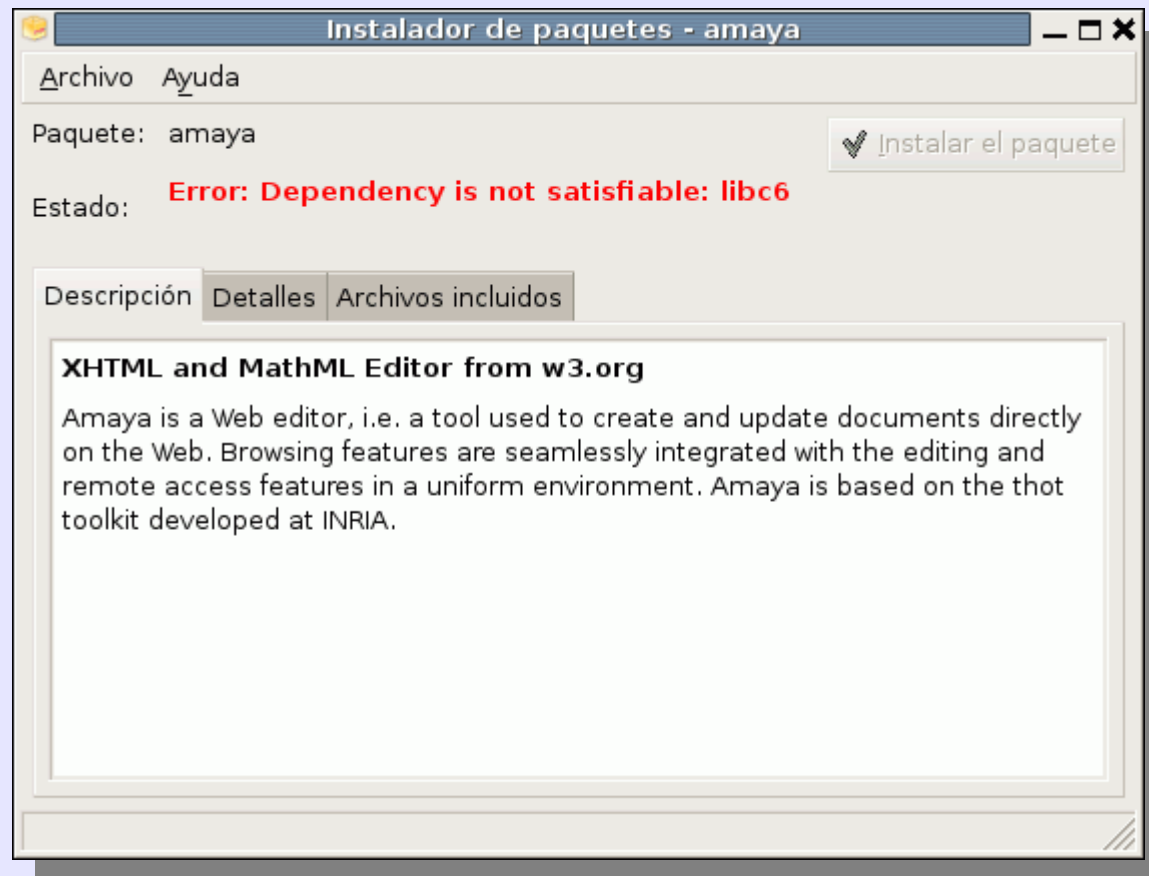 Instalador de paquetes - amaya
Archivo Ayuda
Paquete: amaya
Instalar el paquete
Estado: Error: Dependency is not satisfiable: libc6
Descripción Detalles Archivos incluidos
XHTML and MathML Editor from w3.org
Amaya is a Web editor, i.e. a tool used to create and update documents directly
on the Web. Browsing features are seamlessly integrated with the editing and
remote access features in a uniform environment. Amaya is based on the thot
toolkit developed at INRIA.